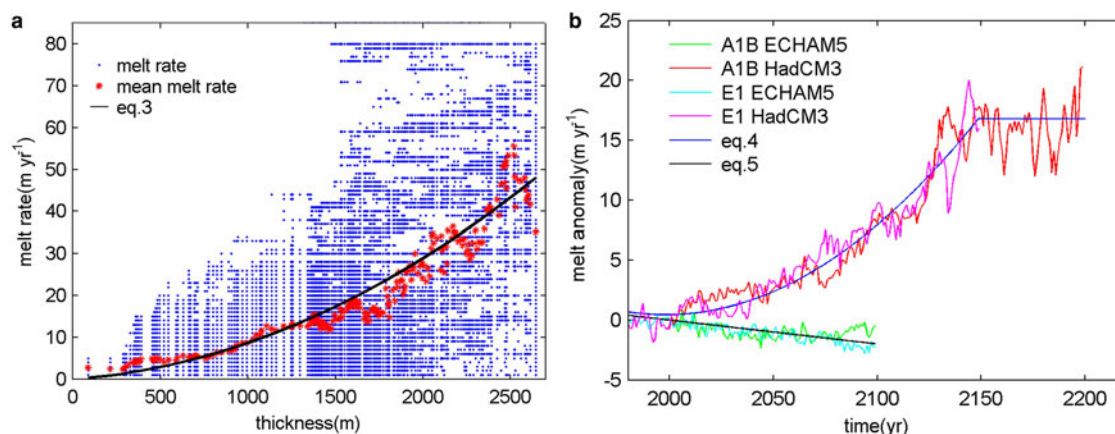 a
80
70
60
50
40
30
20
10
0
melt rate
mean melt rate
eq.3
melt rate(m yr⁻¹)
0 500 1000 1500 2000 2500
thickness(m)
b
25
20
15
10
5
0
-5
A1B ECHAM5
A1B HadCM3
E1 ECHAM5
E1 HadCM3
eq.4
eq.5
melt anomaly(m yr⁻¹)
2000 2050 2100 2150 2200
time(yr)